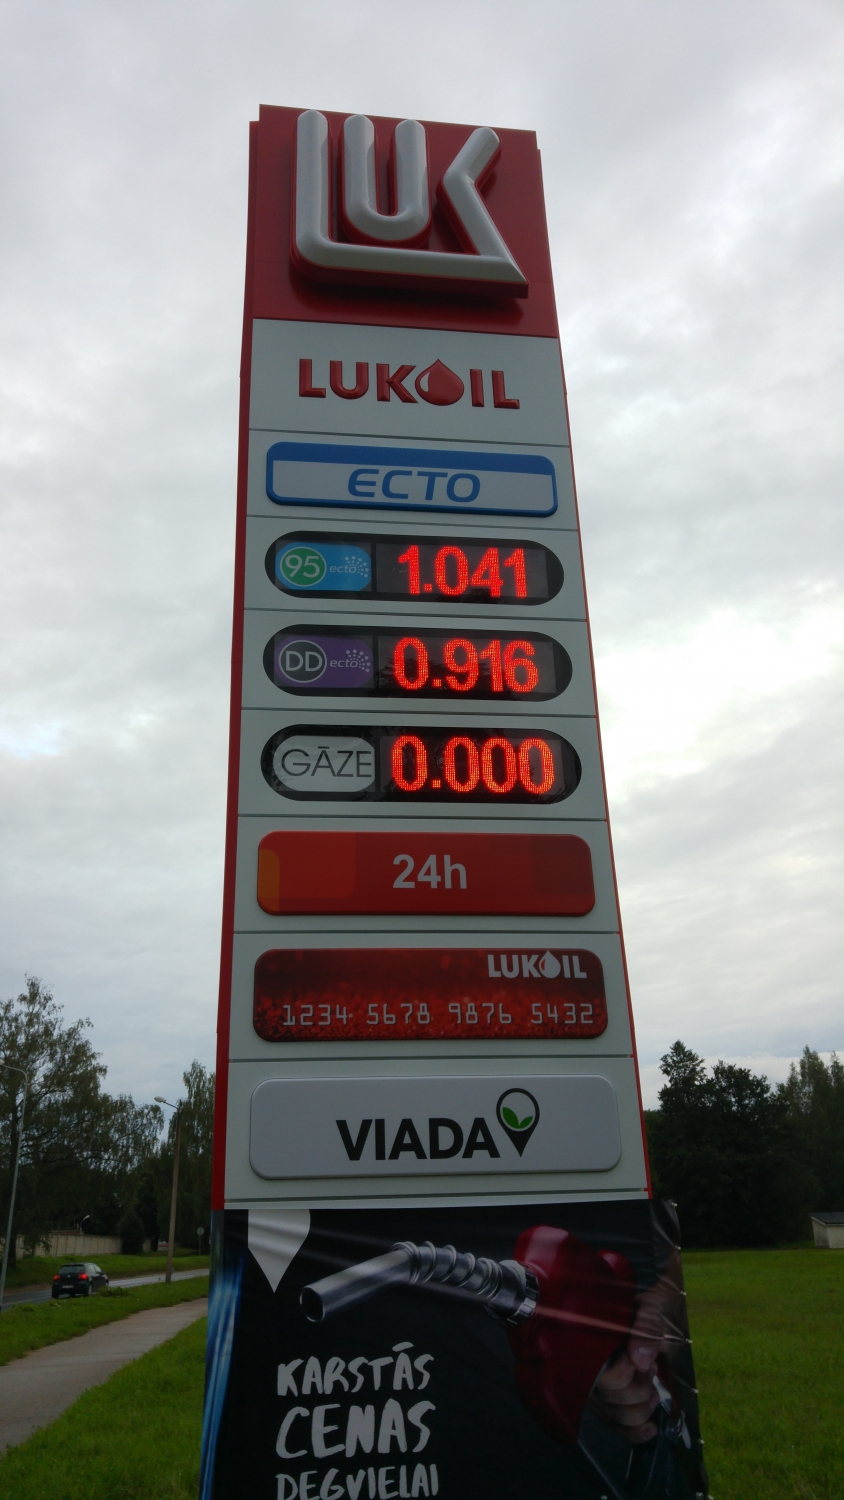 LUK
LUKOIL
ECTO
95 ecto 1.041
DD ecto 0.916
GĀZE 0.000
24h
LUKOIL
1234 5678 9876 5432
VIADA
KARSTĀS
CENAS
DEGVIELAI